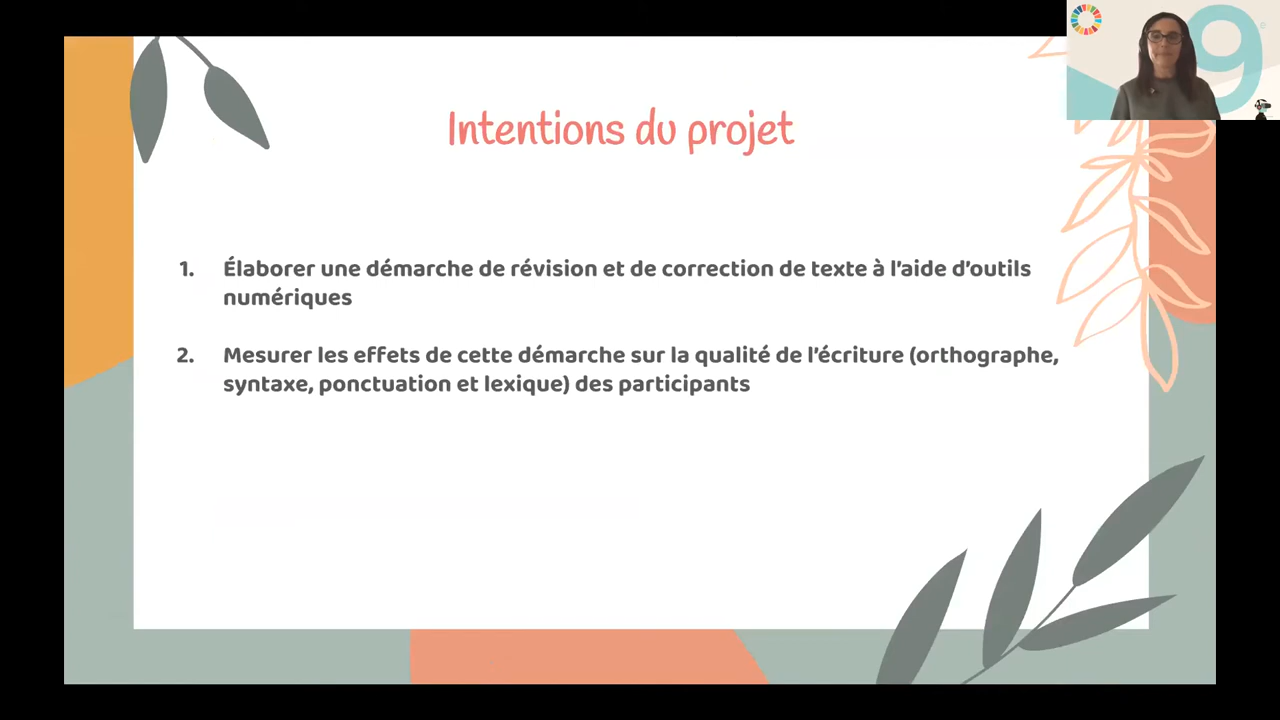 Intentions du projet
9
1. Élaborer une démarche de révision et de correction de texte à l'aide d'outils
numériques
2. Mesurer les effets de cette démarche sur la qualité de l'écriture (orthographe,
syntaxe, ponctuation et lexique) des participants